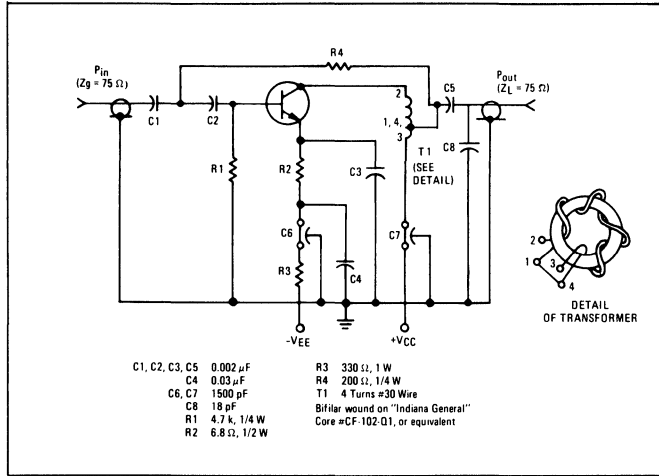 R4
Pin
(Zg = 75 Ω)
Pout
(ZL = 75 Ω)
C1
C2
2
C5
1, 4,
3
T1
(SEE
DETAIL)
C8
R1
R2
C3
C6
C7
C4
R3
-VEE
+VCC
2
1
3
4
DETAIL
OF TRANSFORMER
C1, C2, C3, C5 0.002 μF
C4 0.03 μF
C6, C7 1500 pF
C8 18 pF
R1 4.7 k, 1/4 W
R2 6.8 Ω, 1/2 W
R3 330 Ω, 1 W
R4 200 Ω, 1/4 W
T1 4 Turns #30 Wire
Bifilar wound on "Indiana General"
Core #CF-102-Q1, or equivalent